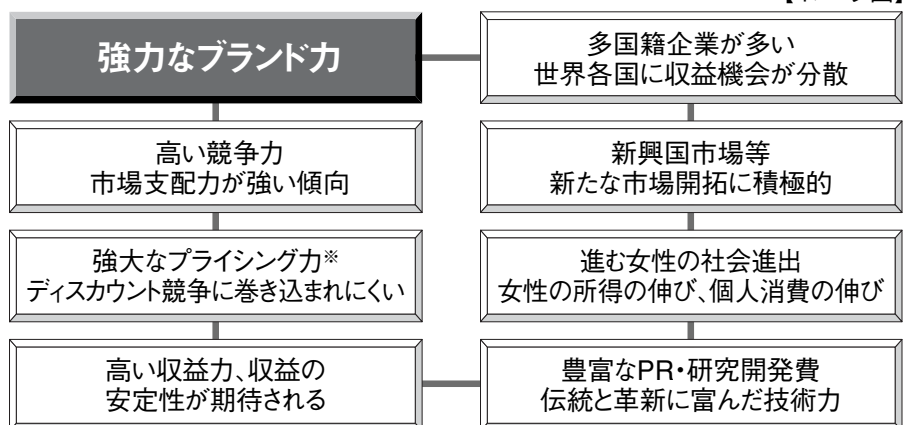 強力なブランド力
多国籍企業が多い
世界各国に収益機会が分散
高い競争力
市場支配力が強い傾向
新興国市場等
新たな市場開拓に積極的
強大なプライシング力※
ディスカウント競争に巻き込まれにくい
進む女性の社会進出
女性の所得の伸び、個人消費の伸び
高い収益力、収益の
安定性が期待される
豊富なPR・研究開発費
伝統と革新に富んだ技術力